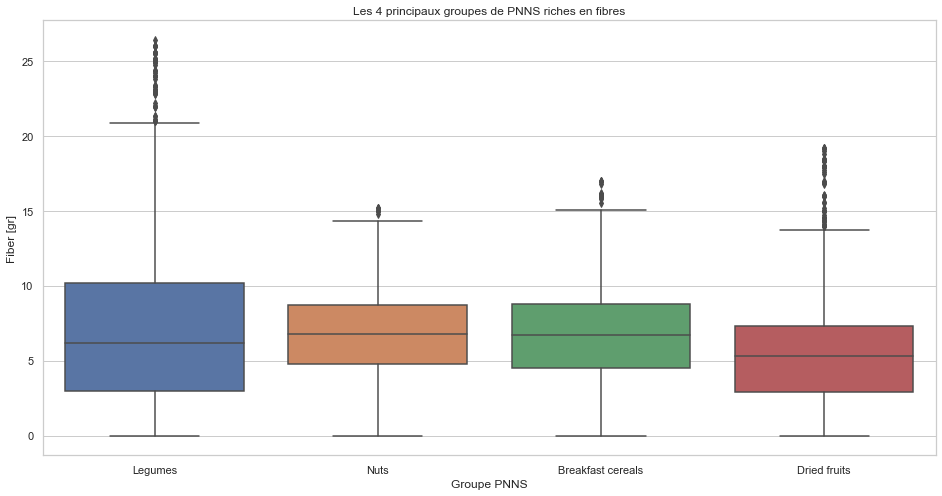 Les 4 principaux groupes de PNNS riches en fibres
25
20
15
10
5
0
Fiber [gr]
Legumes Nuts Breakfast cereals Dried fruits
Groupe PNNS